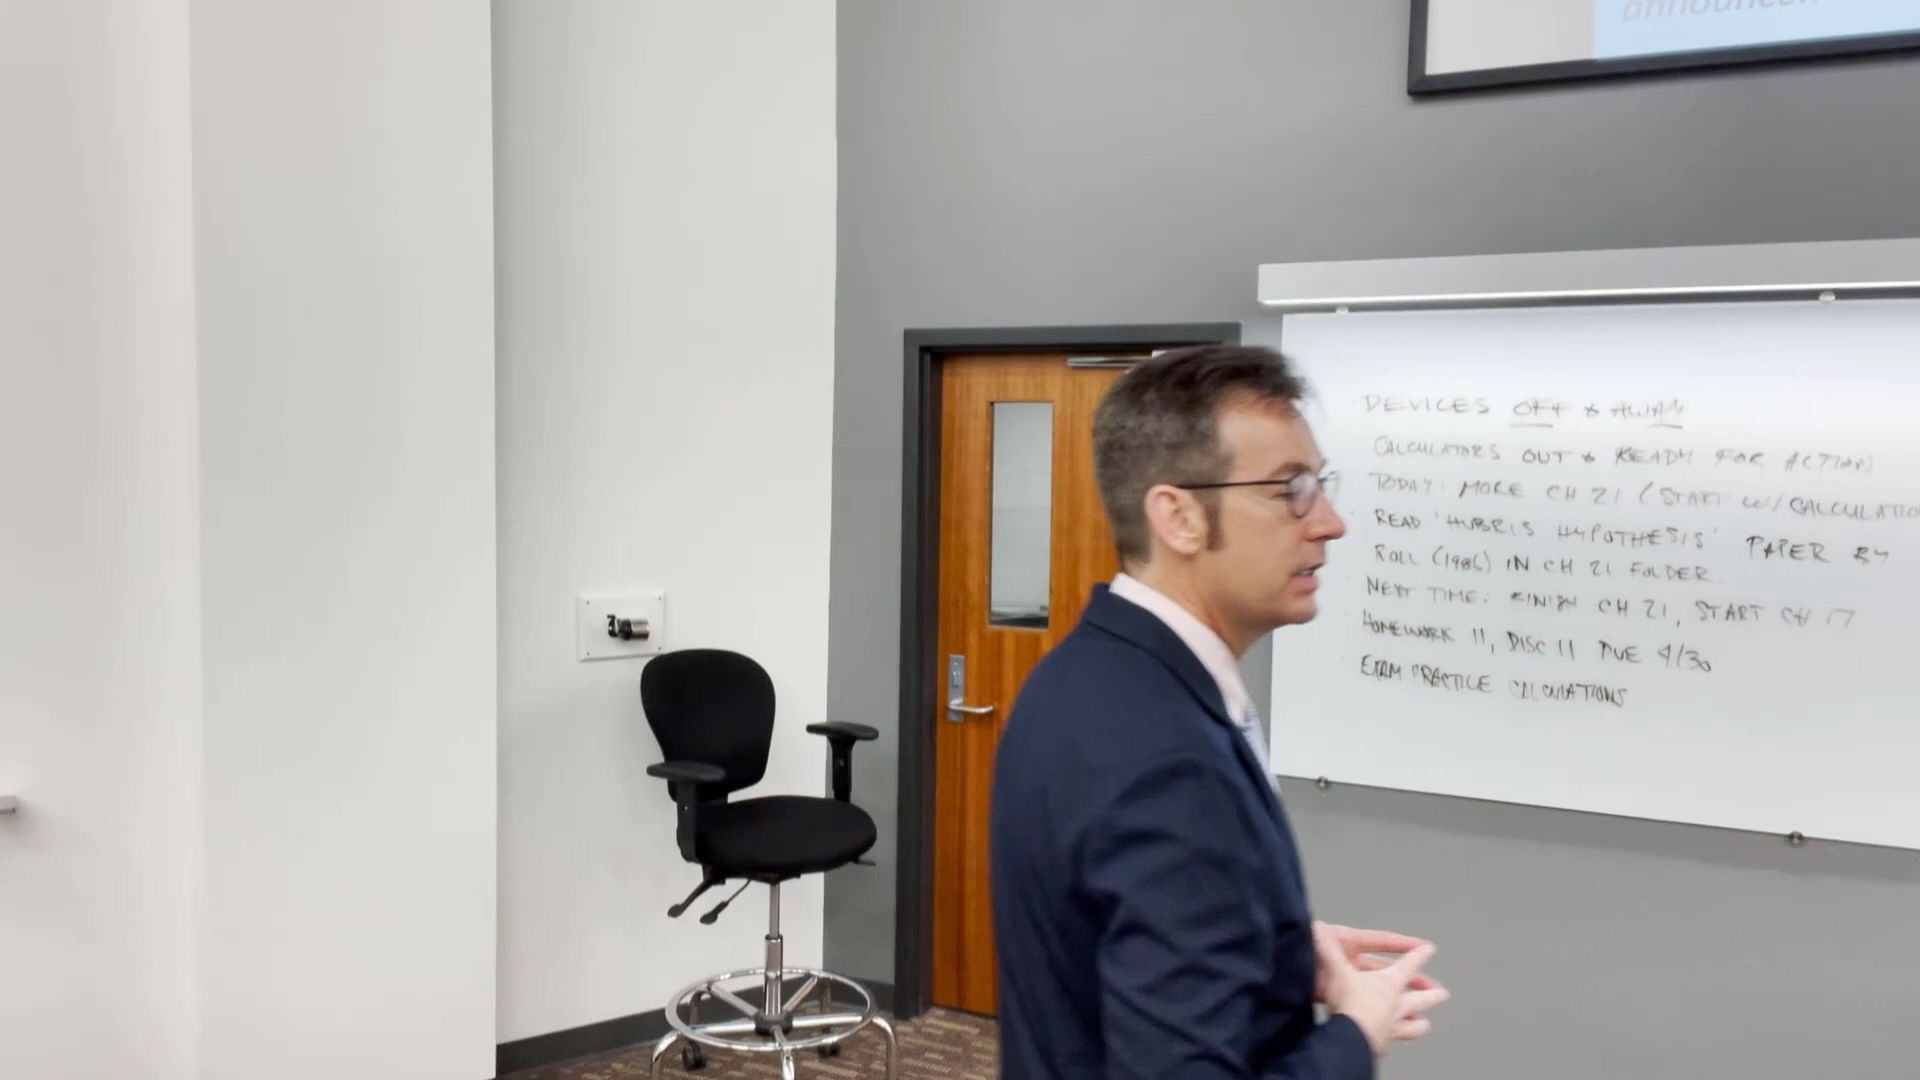 announcem
DEVICES OFF & AWAY
CALCULATORS OUT & READY FOR ACTION
TODAY: MORE CH 21 (START W/ CALCULATIO
READ 'HUBRIS HYPOTHESIS' PAPER BY
ROLL (1986) IN CH 21 FOLDER
NEXT TIME: FINISH CH 21, START CH 17
HOMEWORK 11, DISC 11 DUE 4/30
EXAM PRACTICE CALCULATIONS